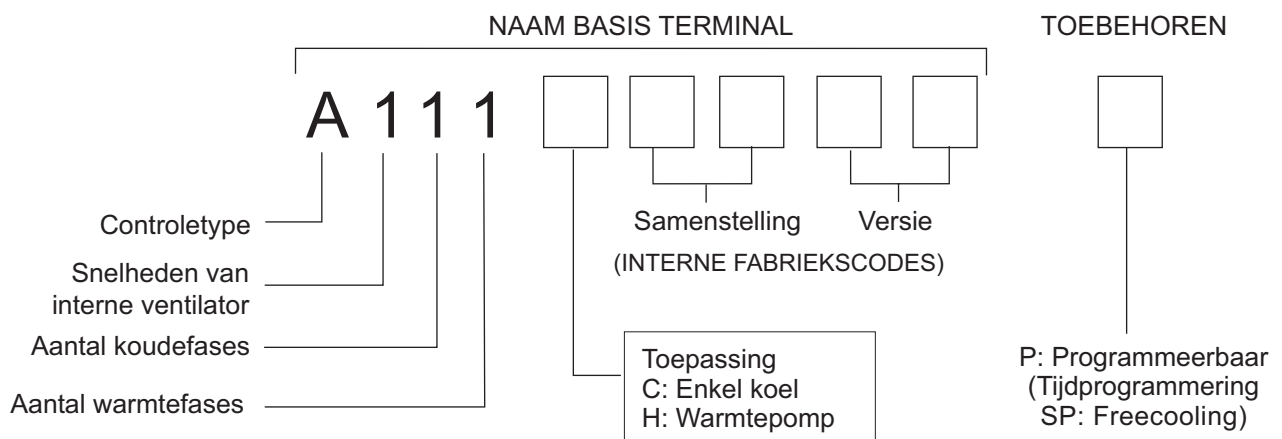 NAAM BASIS TERMINAL
TOEBEHOREN
A 1 1 1
Controletype
Snelheden van
interne ventilator
Aantal koudefases
Aantal warmtefases
Samenstelling
Versie
(INTERNE FABRIEKSCODES)
Toepassing
C: Enkel koel
H: Warmtepomp
P: Programmeerbaar
(Tijdprogrammering
SP: Freecooling)